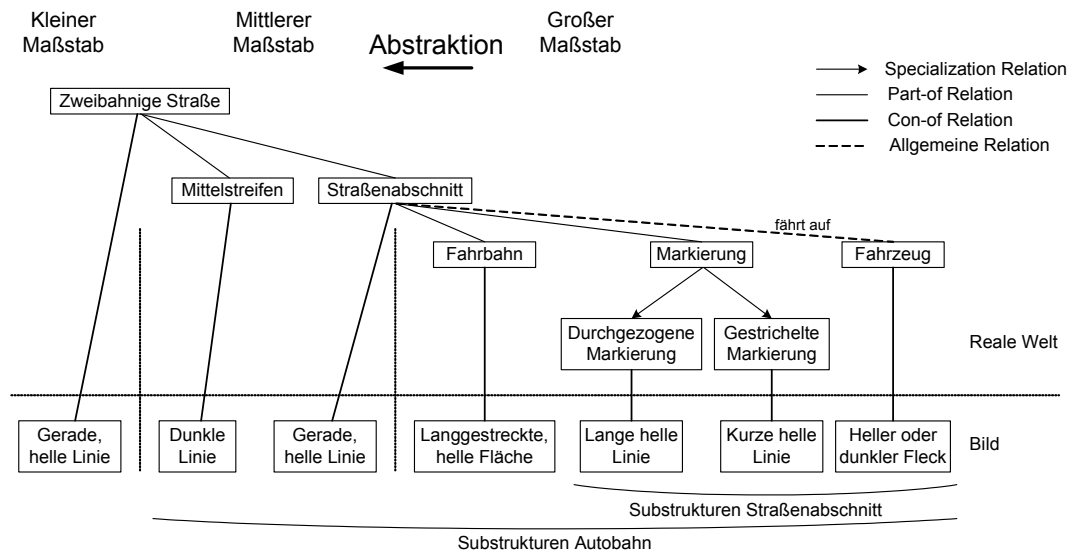 Kleiner
Maßstab
Mittlerer
Maßstab
Abstraktion
Großer
Maßstab
Specialization Relation
Part-of Relation
Con-of Relation
Allgemeine Relation
Zweibahnige Straße
Mittelstreifen
Straßenabschnitt
fährt auf
Fahrbahn
Markierung
Fahrzeug
Durchgezogene
Markierung
Gestrichelte
Markierung
Reale Welt
Gerade,
helle Linie
Dunkle
Linie
Gerade,
helle Linie
Langgestreckte,
helle Fläche
Lange helle
Linie
Kurze helle
Linie
Heller oder
dunkler Fleck
Bild
Substrukturen Straßenabschnitt
Substrukturen Autobahn